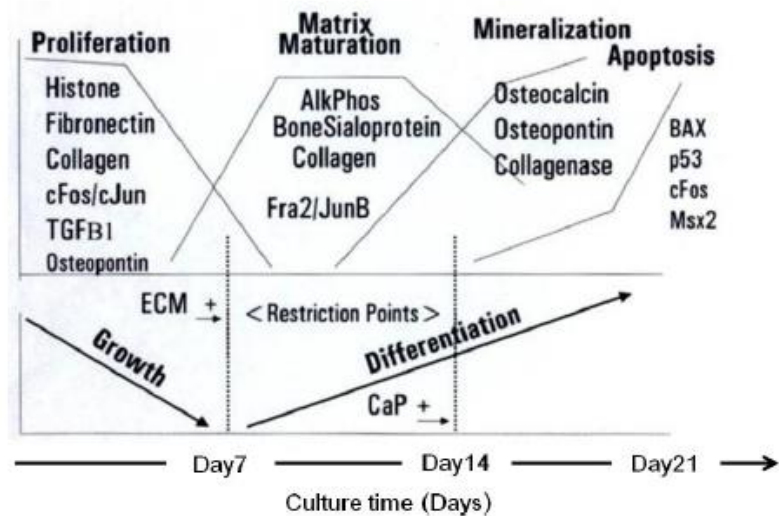 Proliferation
Histone
Fibronectin
Collagen
cFos/cJun
TGFB1
Osteopontin
Matrix
Maturation
AlkPhos
BoneSialoprotein
Collagen
Fra2/JunB
Mineralization
Osteocalcin
Osteopontin
Collagenase
Apoptosis
BAX
p53
cFos
Msx2
ECM +
< Restriction Points >
Growth
Differentiation
CaP +
Day7 Day14 Day21
Culture time (Days)